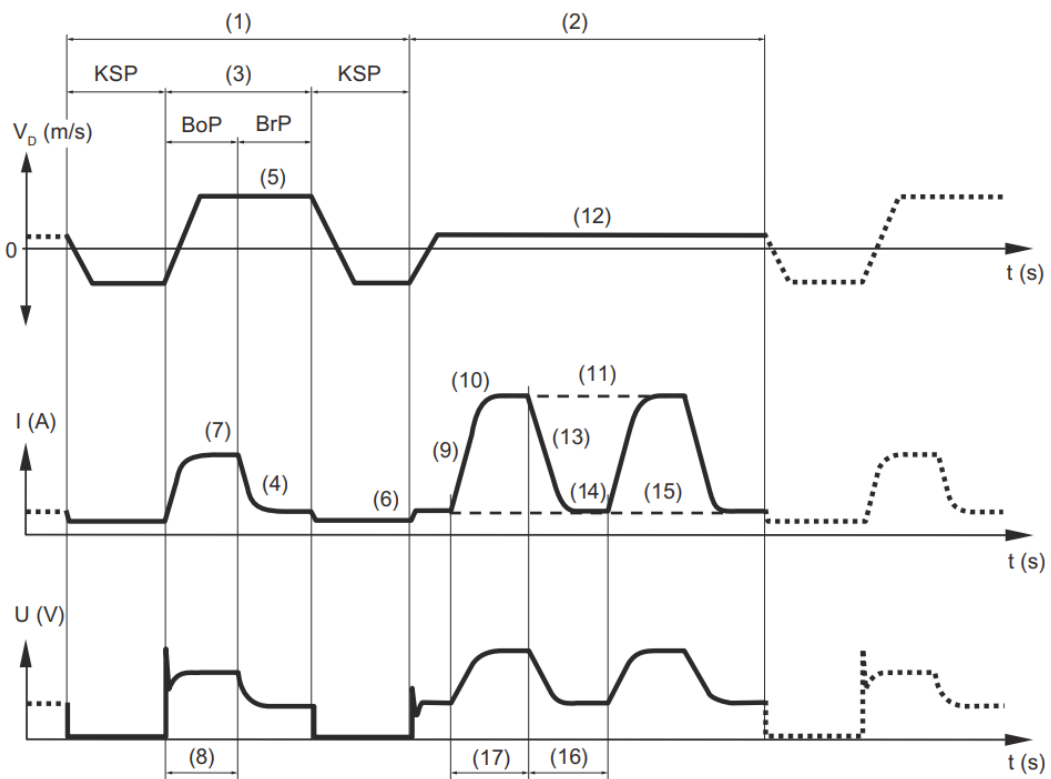 (1) (2)
KSP (3) KSP
BoP BrP
V_D (m/s)
(5)
(12)
0
t (s)
(10) (11)
I (A) (7) (13)
(9)
(4) (6) (14) (15)
t (s)
U (V)
t (s)
(8) (17) (16)